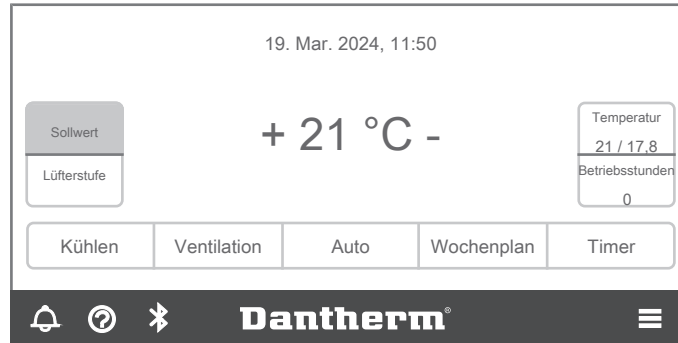 19. Mar. 2024, 11:50
Sollwert
Lüfterstufe
+ 21 °C -
Temperatur
21 / 17,8
Betriebsstunden
0
Kühlen
Ventilation
Auto
Wochenplan
Timer
Dantherm®